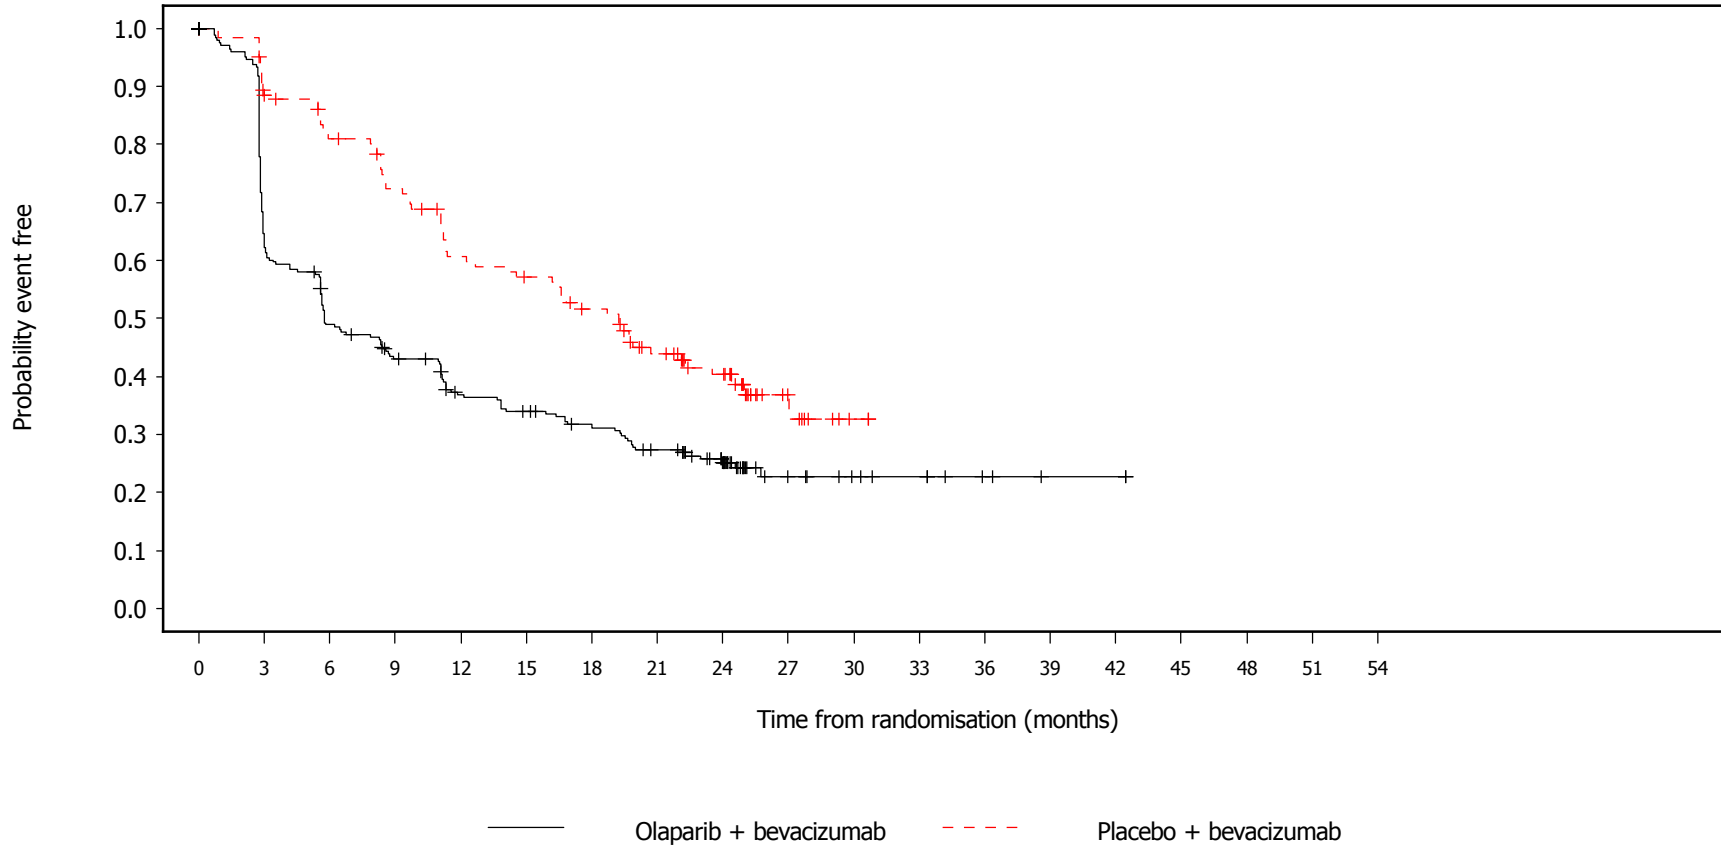 Probability event free
1.0
0.9
0.8
0.7
0.6
0.5
0.4
0.3
0.2
0.1
0.0
0 3 6 9 12 15 18 21 24 27 30 33 36 39 42 45 48 51 54
Time from randomisation (months)
Olaparib + bevacizumab Placebo + bevacizumab